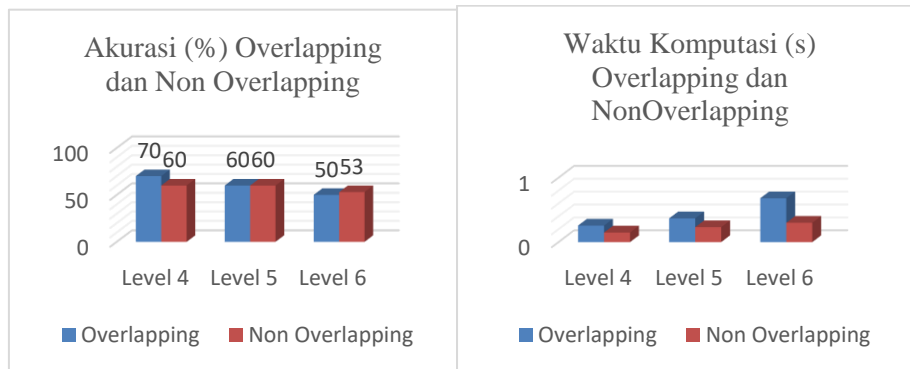 Akurasi (%) Overlapping
dan Non Overlapping
100
50
0
70
60
60
60
50
53
Level 4
Level 5
Level 6
Overlapping
Non Overlapping
Waktu Komputasi (s)
Overlapping dan
NonOverlapping
1
0
Level 4
Level 5
Level 6
Overlapping
Non Overlapping